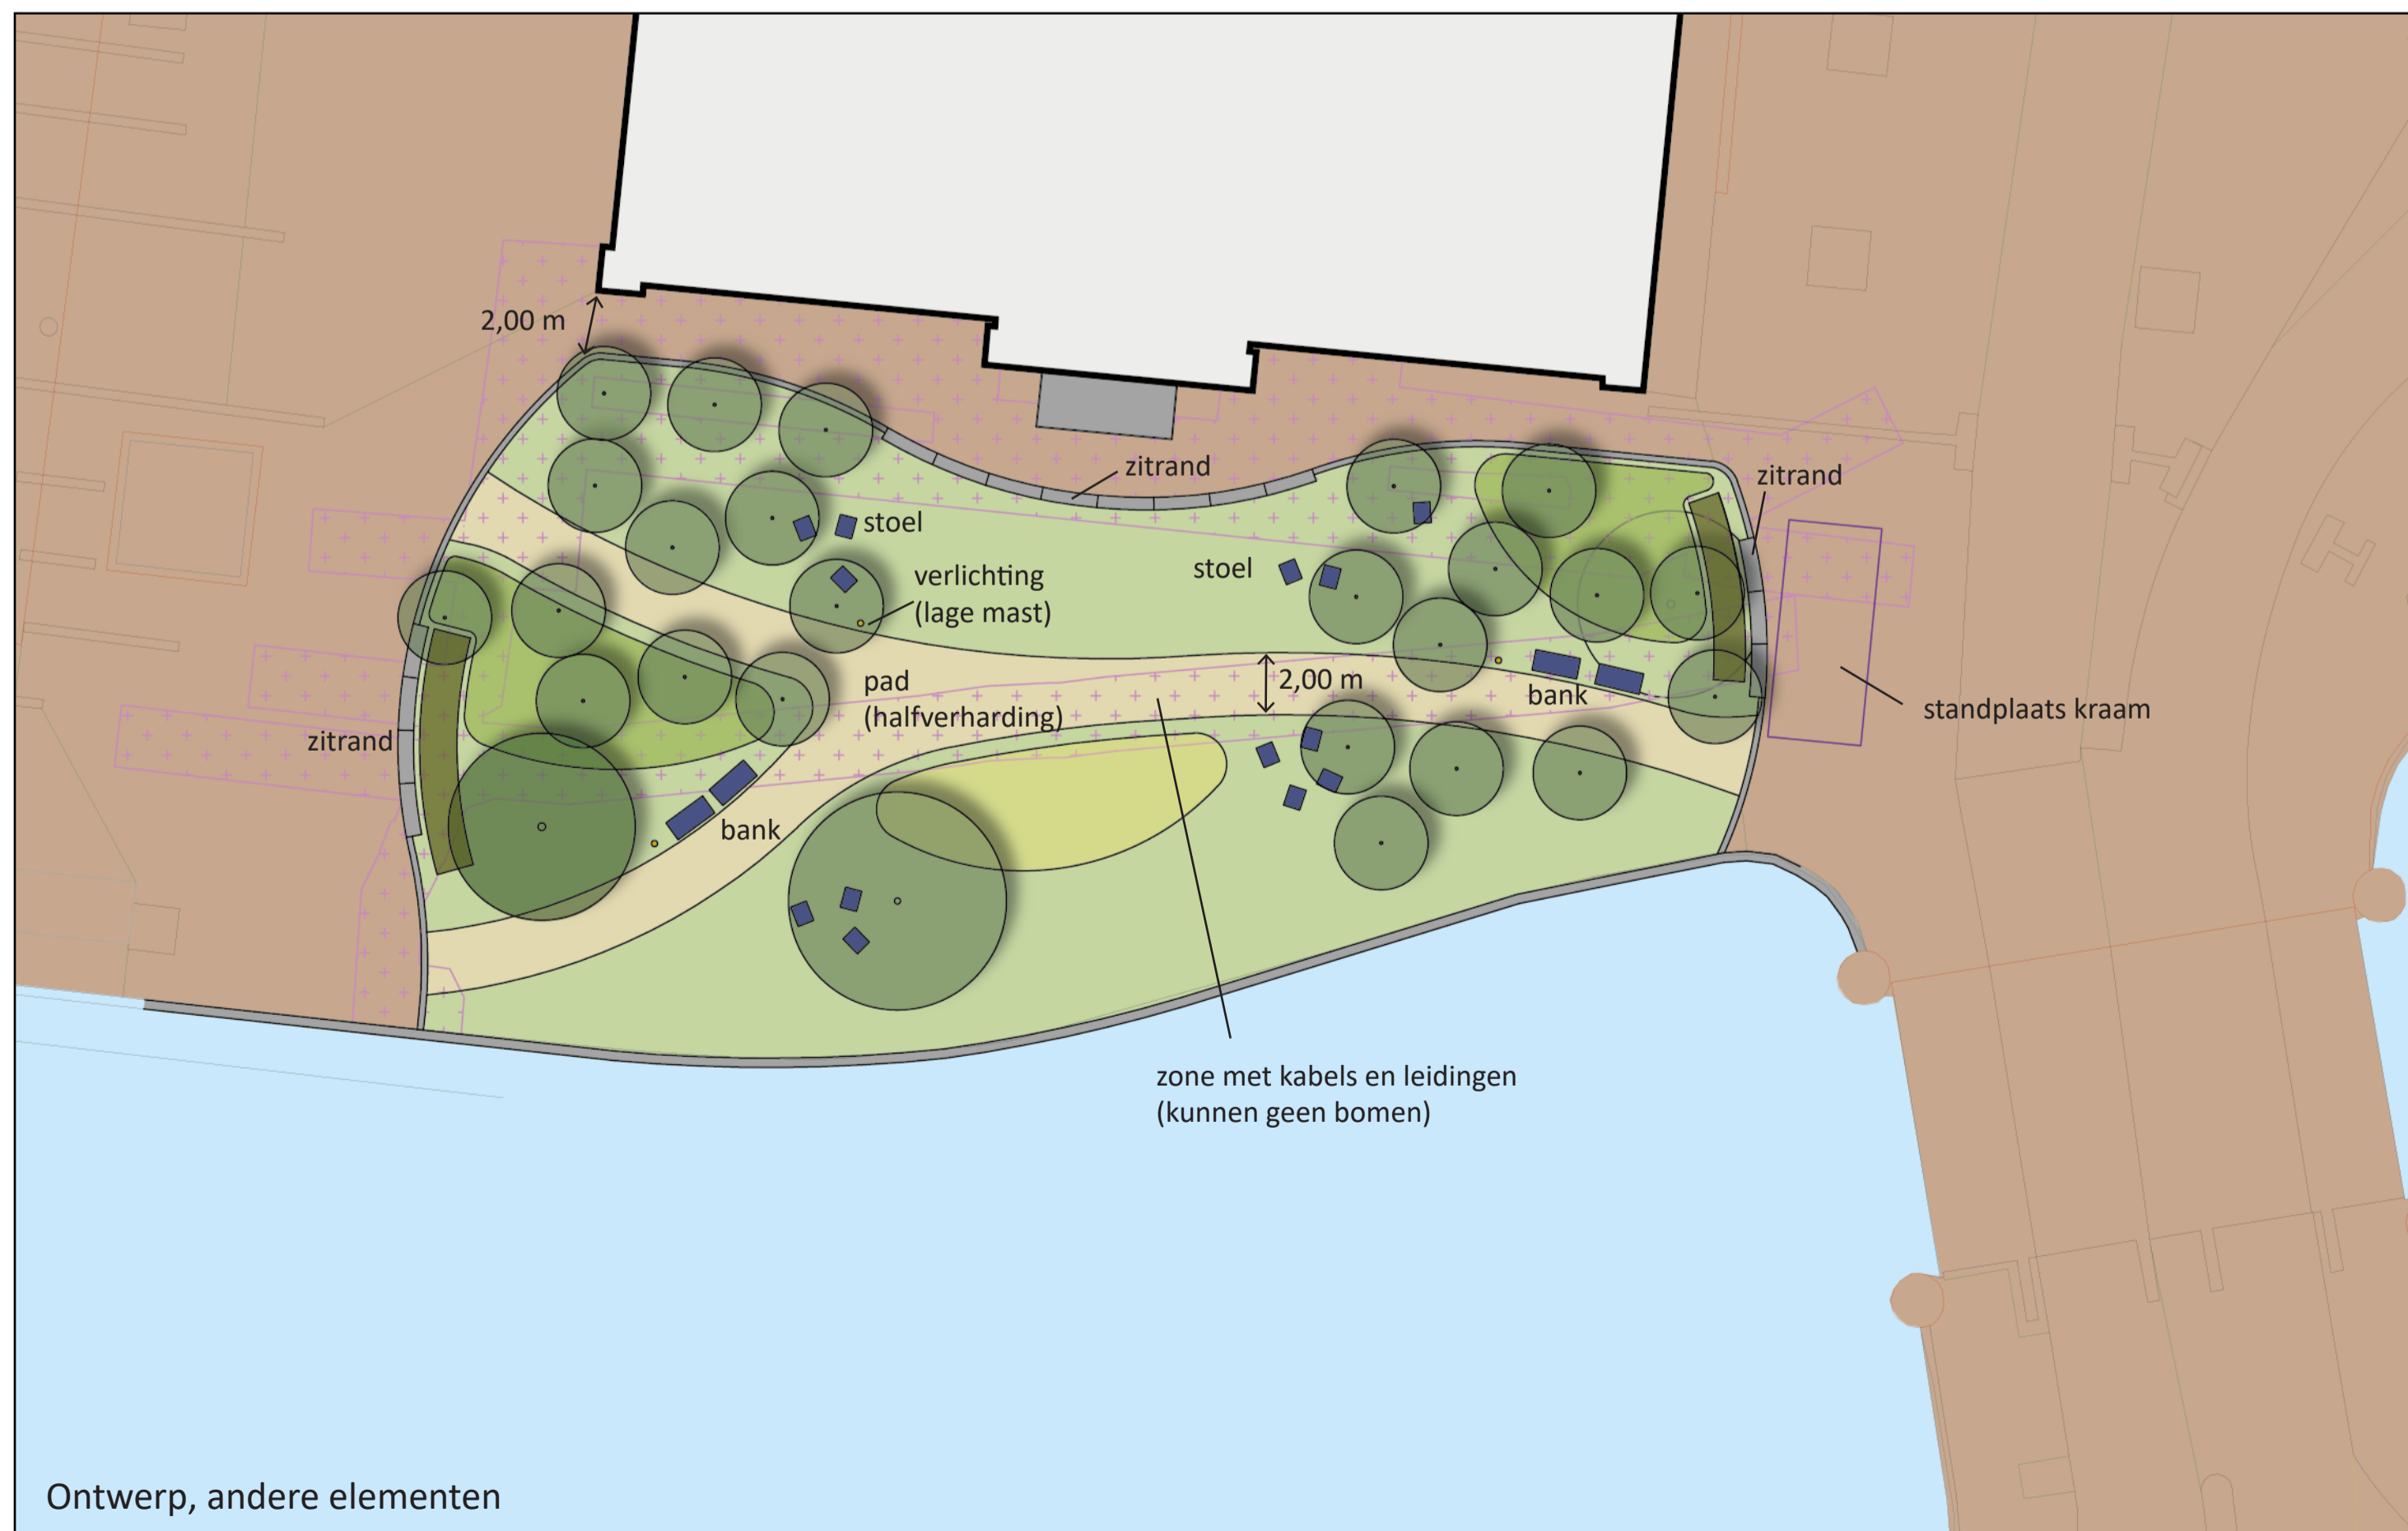 2,00 m
zitrand
zitrand
stoel
verlichting
(lage mast)
stoel
pad
(halfverharding)
2,00 m
bank
standplaats kraam
zitrand
bank
zone met kabels en leidingen
(kunnen geen bomen)
Ontwerp, andere elementen